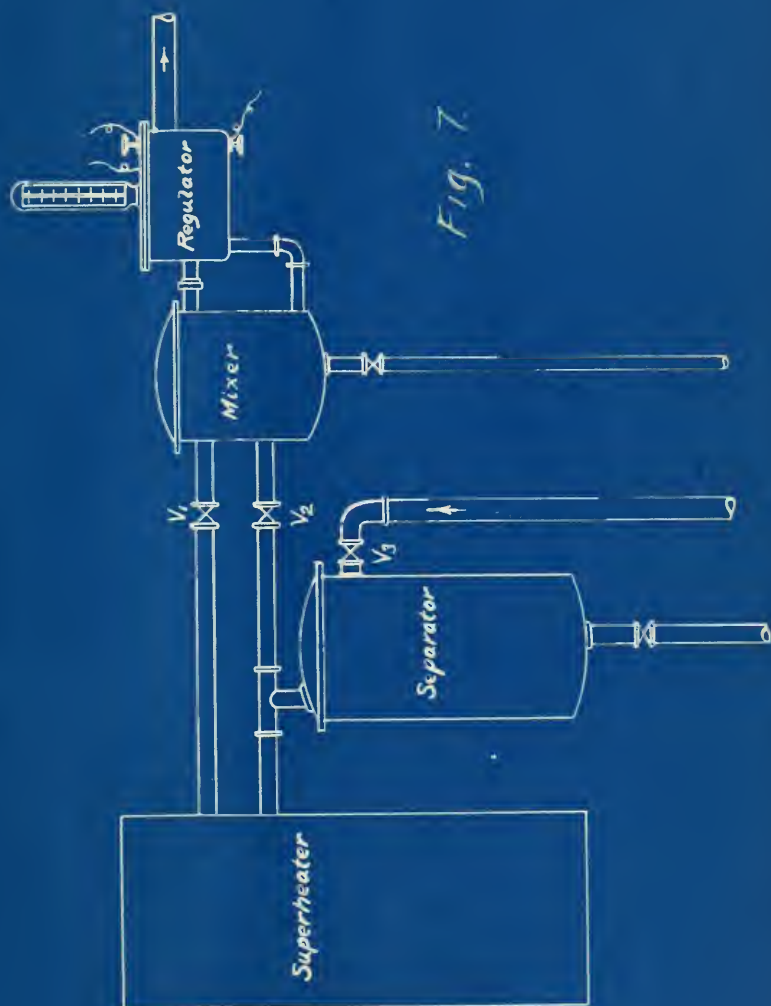 Regulator
Mixer
V1
V2
V3
Separator
Superheater
Fig. 7.